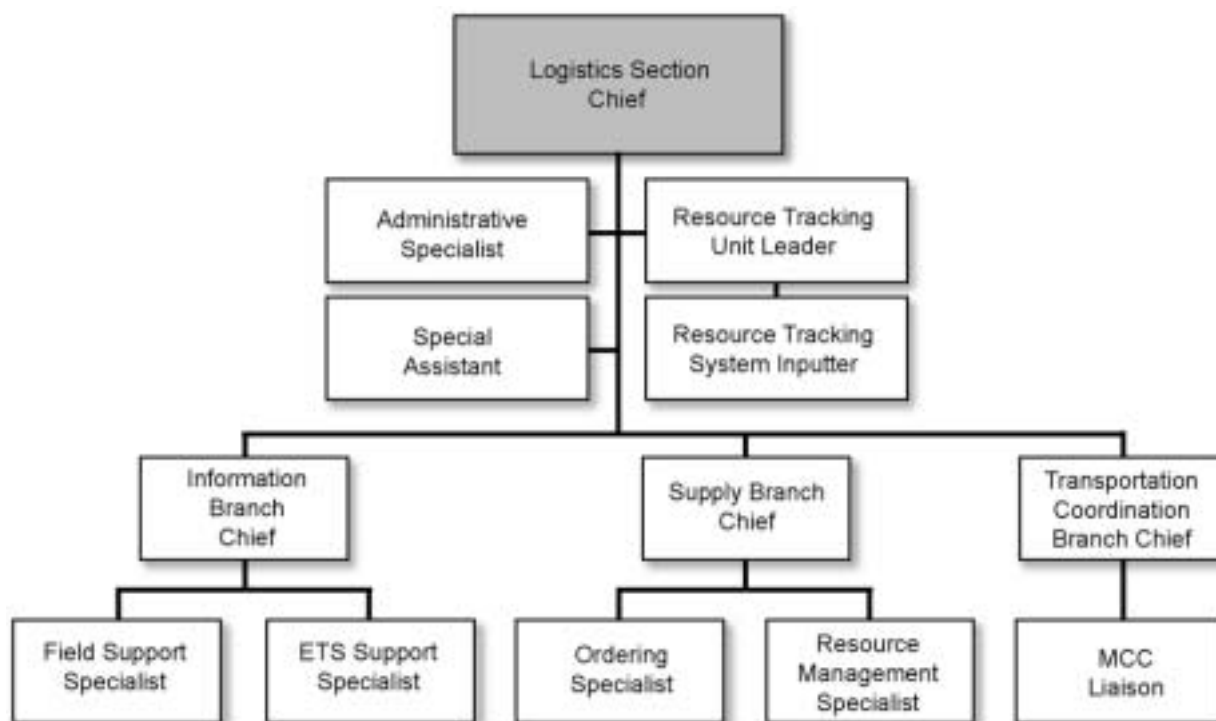 Logistics Section
Chief
Administrative
Specialist
Resource Tracking
Unit Leader
Special
Assistant
Resource Tracking
System Inputter
Information
Branch
Chief
Supply Branch
Chief
Transportation
Coordination
Branch Chief
Field Support
Specialist
ETS Support
Specialist
Ordering
Specialist
Resource
Management
Specialist
MCC
Liaison